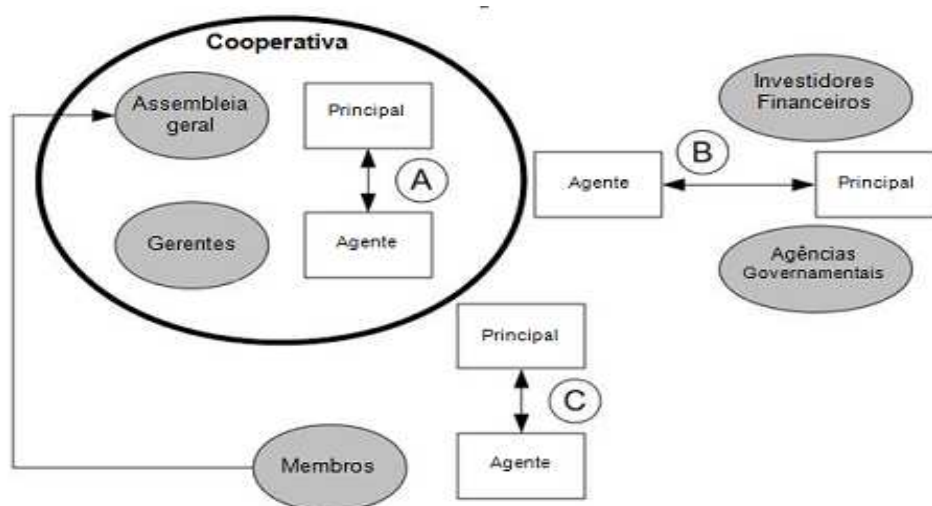 Cooperativa
Assembleia
geral
Principal
A
Gerentes
Agente
Investidores
Financeiros
B
Agente
Principal
Agências
Governamentais
Principal
C
Membros
Agente